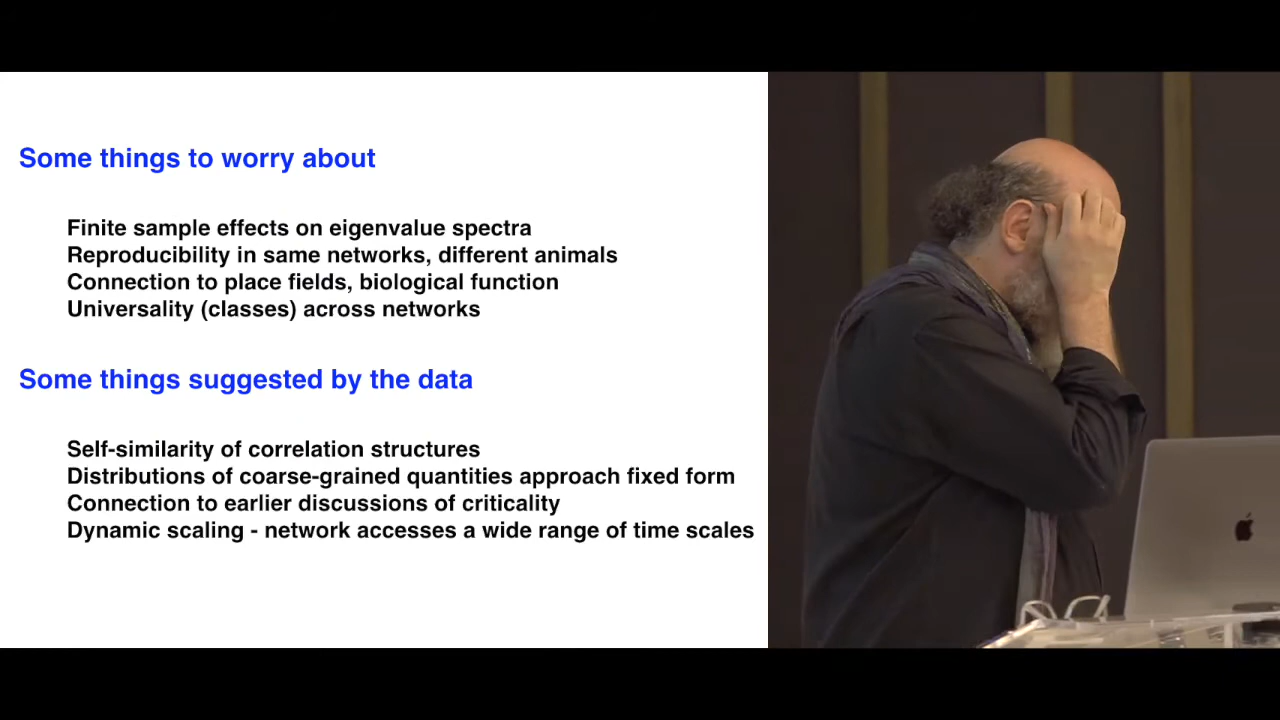 Some things to worry about
Finite sample effects on eigenvalue spectra
Reproducibility in same networks, different animals
Connection to place fields, biological function
Universality (classes) across networks
Some things suggested by the data
Self-similarity of correlation structures
Distributions of coarse-grained quantities approach fixed form
Connection to earlier discussions of criticality
Dynamic scaling - network accesses a wide range of time scales